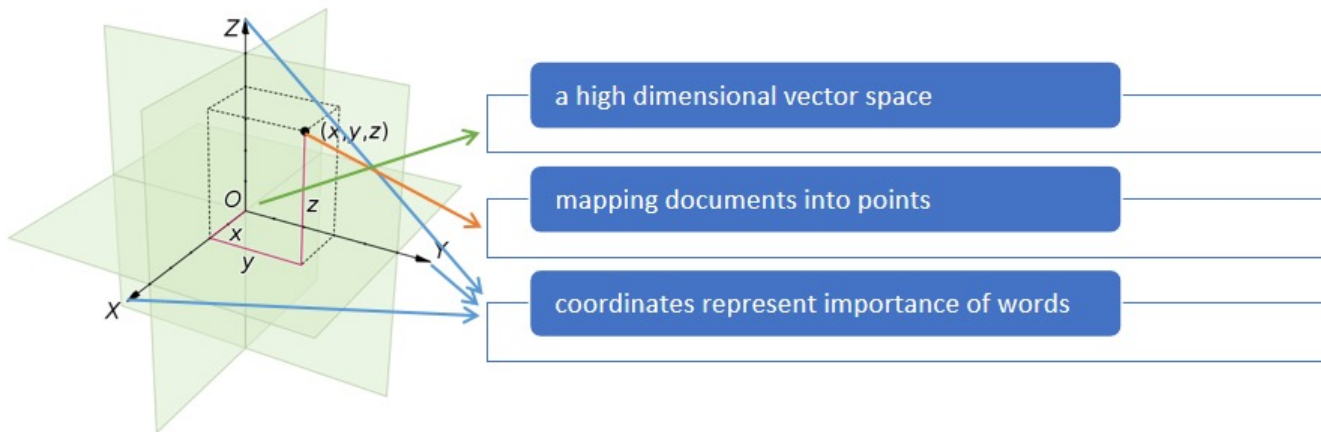 Z
a high dimensional vector space
(x,y,z)
mapping documents into points
O
z
x
Y
y
coordinates represent importance of words
X